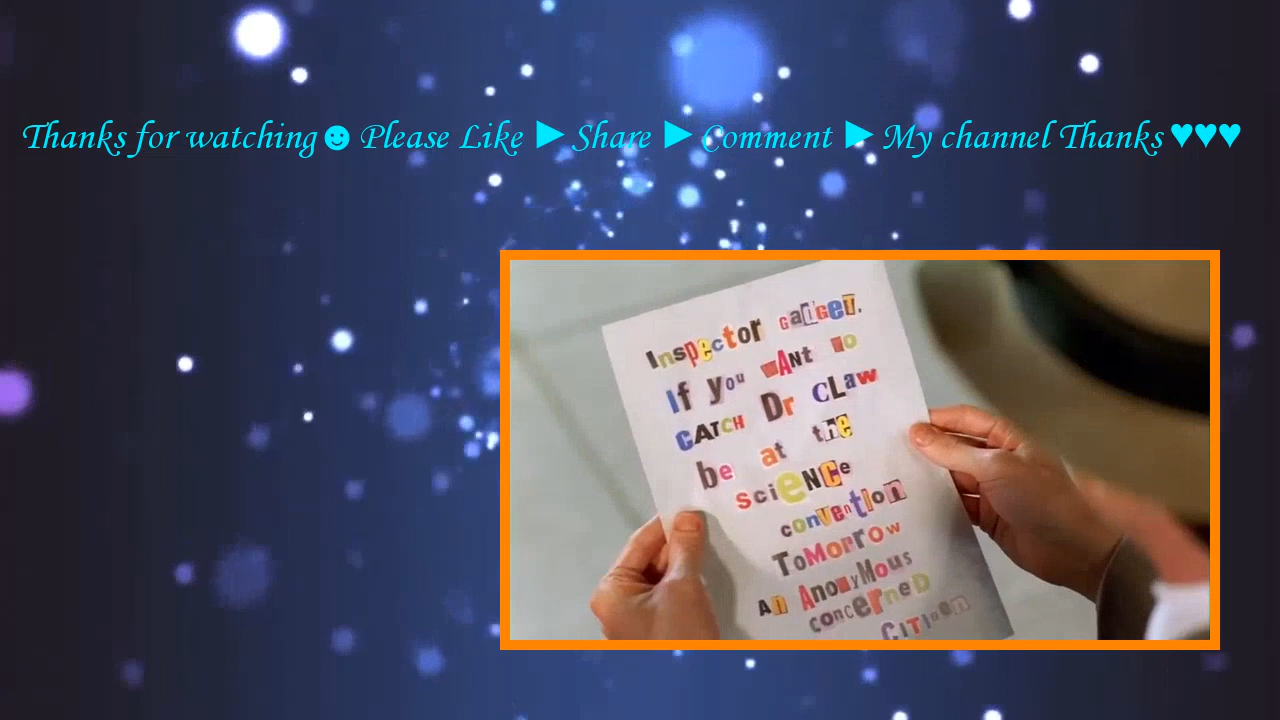 Thanks for watching☻Please Like ►Share ►Comment ►My channel Thanks ♥♥♥
Inspector GadGeT,
If you wANt To
CATCH Dr CLaw
be at the
sciENCe
conVentIon
ToMorroW
An AnonyMous
concerneD
CiTizen